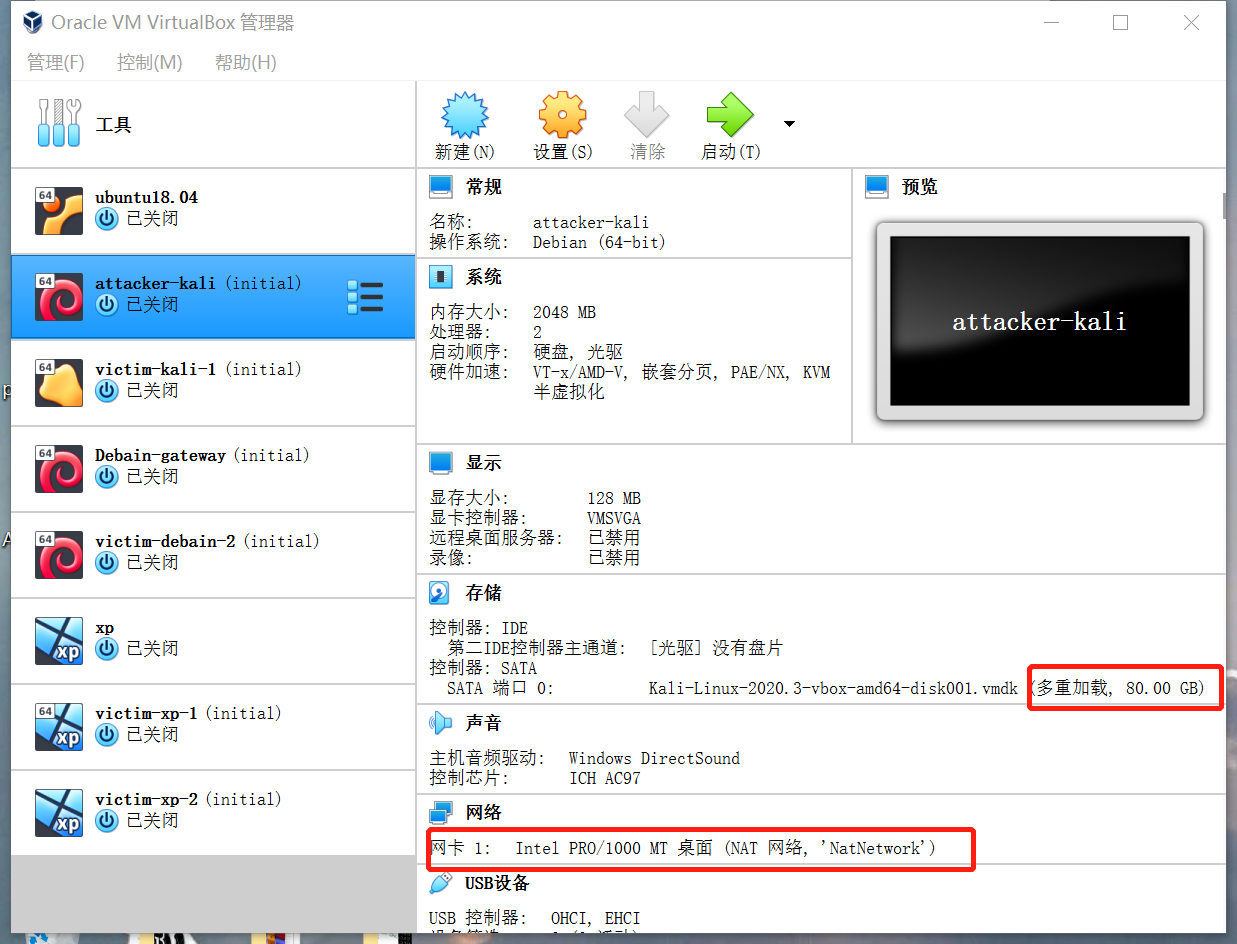 Oracle VM VirtualBox 管理器
管理(F) 控制(M) 帮助(H)
工具
新建(N) 设置(S) 清除 启动(T)
64 ubuntu18.04
已关闭
64 attacker-kali (initial)
已关闭
64 victim-kali-1 (initial)
已关闭
64 Debain-gateway (initial)
已关闭
64 victim-debain-2 (initial)
已关闭
xp xp
已关闭
64 xp victim-xp-1 (initial)
已关闭
xp victim-xp-2 (initial)
已关闭
常规
名称: attacker-kali
操作系统: Debian (64-bit)
预览
attacker-kali
系统
内存大小: 2048 MB
处理器: 2
启动顺序: 硬盘, 光驱
硬件加速: VT-x/AMD-V, 嵌套分页, PAE/NX, KVM
半虚拟化
显示
显存大小: 128 MB
显卡控制器: VMSVGA
远程桌面服务器: 已禁用
录像: 已禁用
存储
控制器: IDE
第二IDE控制器主通道: [光驱] 没有盘片
控制器: SATA
SATA 端口 0: Kali-Linux-2020.3-vbox-amd64-disk001.vmdk (多重加载, 80.00 GB)
声音
主机音频驱动: Windows DirectSound
控制芯片: ICH AC97
网络
网卡 1: Intel PRO/1000 MT 桌面 (NAT 网络, 'NatNetwork')
USB设备
USB 控制器: OHCI, EHCI